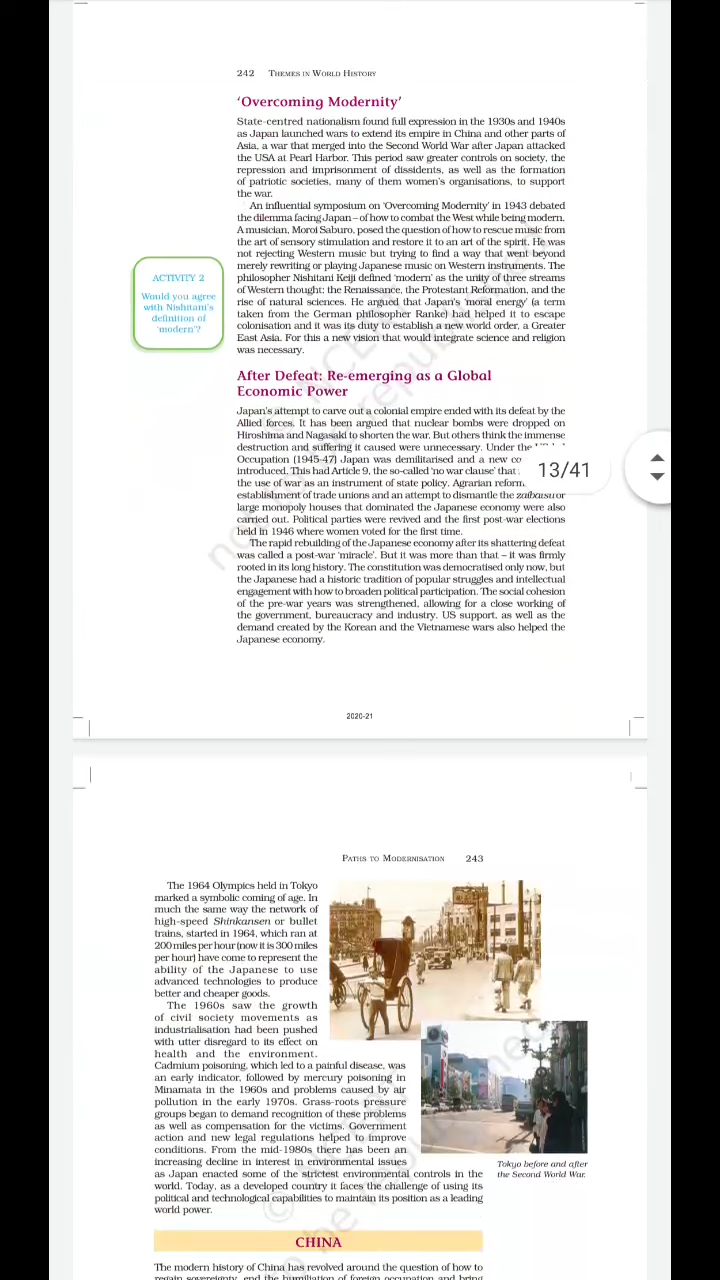 242 THEMES IN WORLD HISTORY
'Overcoming Modernity'
State-centred nationalism found full expression in the 1930s and 1940s
as Japan launched wars to extend its empire in China and other parts of
Asia, a war that merged into the Second World War after Japan attacked
the USA at Pearl Harbor. This period saw greater controls on society, the
repression and imprisonment of dissidents, as well as the formation
of patriotic societies, many of them women's organisations, to support
the war.
An influential symposium on 'Overcoming Modernity' in 1943 debated
the dilemma facing Japan – of how to combat the West while being modern.
A musician, Moroi Saburo, posed the question of how to rescue music from
the art of sensory stimulation and restore it to an art of the spirit. He was
not rejecting Western music but trying to find a way that went beyond
merely rewriting or playing Japanese music on Western instruments. The
philosopher Nishitani Keiji defined 'modern' as the unity of three streams
of Western thought: the Renaissance, the Protestant Reformation, and the
rise of natural sciences. He argued that Japan's 'moral energy' (a term
taken from the German philosopher Ranke) had helped it to escape
colonisation and it was its duty to establish a new world order, a Greater
East Asia. For this a new vision that would integrate science and religion
was necessary.
ACTIVITY 2
Would you agree
with Nishitani's
definition of
'modern'?
After Defeat: Re-emerging as a Global
Economic Power
Japan's attempt to carve out a colonial empire ended with its defeat by the
Allied forces. It has been argued that nuclear bombs were dropped on
Hiroshima and Nagasaki to shorten the war. But others think the immense
destruction and suffering it caused were unnecessary. Under the
Occupation (1945-47) Japan was demilitarised and a new co
introduced. This had Article 9, the so-called 'no war clause' that
the use of war as an instrument of state policy. Agrarian reform
establishment of trade unions and an attempt to dismantle the zaibatsu or
large monopoly houses that dominated the Japanese economy were also
carried out. Political parties were revived and the first post-war elections
held in 1946 where women voted for the first time.
13/41
The rapid rebuilding of the Japanese economy after its shattering defeat
was called a post-war 'miracle'. But it was more than that – it was firmly
rooted in its long history. The constitution was democratised only now, but
the Japanese had a historic tradition of popular struggles and intellectual
engagement with how to broaden political participation. The social cohesion
of the pre-war years was strengthened, allowing for a close working of
the government, bureaucracy and industry. US support, as well as the
demand created by the Korean and the Vietnamese wars also helped the
Japanese economy.
2020-21
PATHS TO MODERNISATION 243
The 1964 Olympics held in Tokyo
marked a symbolic coming of age. In
much the same way the network of
high-speed Shinkansen or bullet
trains, started in 1964, which ran at
200 miles per hour (now it is 300 miles
per hour) have come to represent the
ability of the Japanese to use
advanced technologies to produce
better and cheaper goods.
The 1960s saw the growth
of civil society movements as
industrialisation had been pushed
with utter disregard to its effect on
health and the environment.
Cadmium poisoning, which led to a painful disease, was
an early indicator, followed by mercury poisoning in
Minamata in the 1960s and problems caused by air
pollution in the early 1970s. Grass-roots pressure
groups began to demand recognition of these problems
as well as compensation for the victims. Government
action and new legal regulations helped to improve
conditions. From the mid-1980s there has been an
increasing decline in interest in environmental issues
as Japan enacted some of the strictest environmental controls in the
world. Today, as a developed country it faces the challenge of using its
political and technological capabilities to maintain its position as a leading
world power.
Tokyo before and after
the Second World War.
CHINA
The modern history of China has revolved around the question of how to
regain sovereignty, end the humiliation of foreign occupation and bring